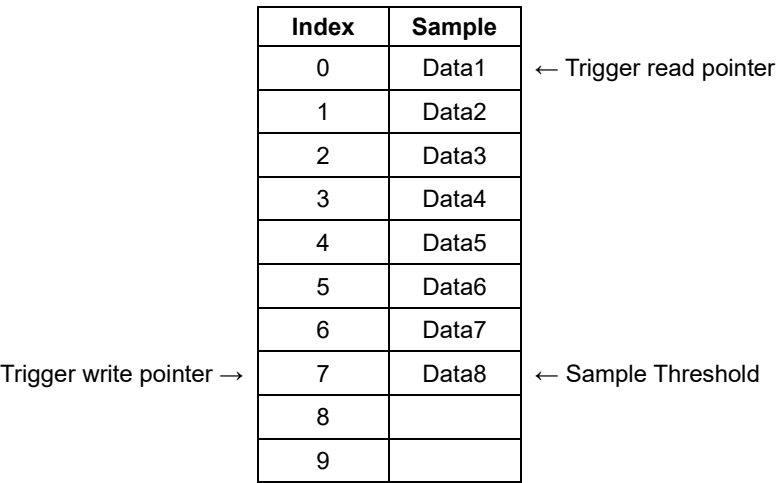 Index Sample
0 Data1 ← Trigger read pointer
1 Data2
2 Data3
3 Data4
4 Data5
5 Data6
6 Data7
Trigger write pointer → 7 Data8 ← Sample Threshold
8
9